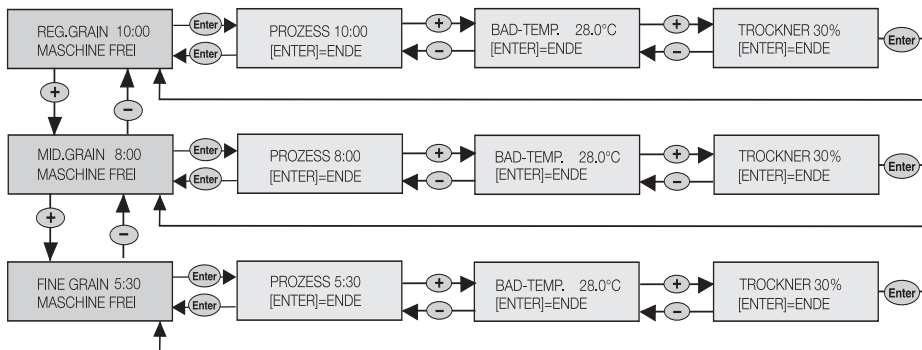 REG.GRAIN 10:00
MASCHINE FREI
Enter
Enter
PROZESS 10:00
[ENTER]=ENDE
+
−
BAD-TEMP. 28.0°C
[ENTER]=ENDE
+
−
TROCKNER 30%
[ENTER]=ENDE
Enter
+
−
MID.GRAIN 8:00
MASCHINE FREI
Enter
Enter
PROZESS 8:00
[ENTER]=ENDE
+
−
BAD-TEMP. 28.0°C
[ENTER]=ENDE
+
−
TROCKNER 30%
[ENTER]=ENDE
Enter
+
−
FINE GRAIN 5:30
MASCHINE FREI
Enter
Enter
PROZESS 5:30
[ENTER]=ENDE
+
−
BAD-TEMP. 28.0°C
[ENTER]=ENDE
+
−
TROCKNER 30%
[ENTER]=ENDE
Enter